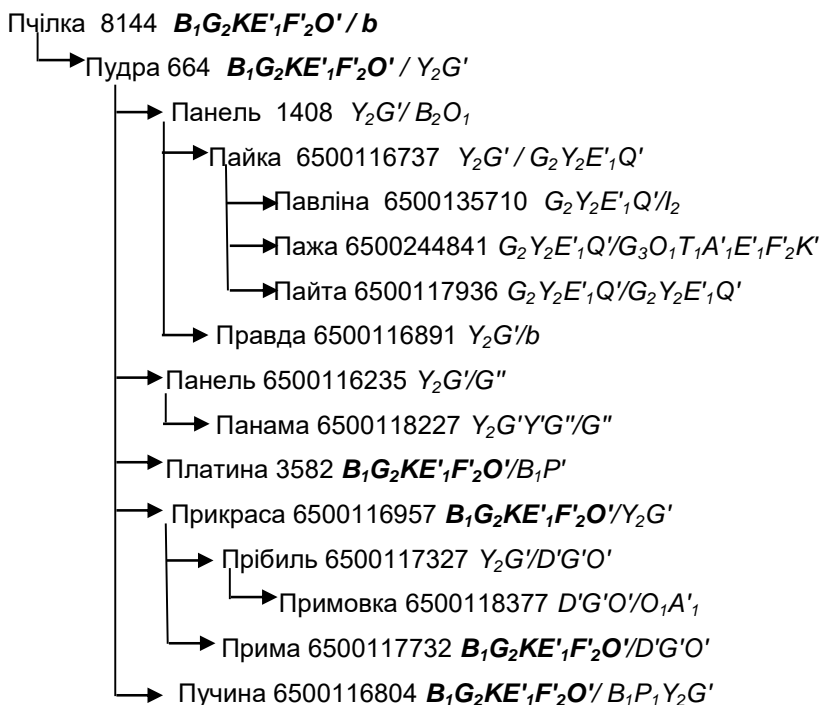 Пчілка 8144 B₁G₂KE'₁F'₂O' / b
Пудра 664 B₁G₂KE'₁F'₂O' / Y₂G'
Панель 1408 Y₂G'/ B₂O₁
Пайка 6500116737 Y₂G' / G₂Y₂E'₁Q'
Павліна 6500135710 G₂Y₂E'₁Q'/I₂
Пажа 6500244841 G₂Y₂E'₁Q'/G₃O₁T₁A'₁E'₁F'₂K'
Пайта 6500117936 G₂Y₂E'₁Q'/G₂Y₂E'₁Q'
Правда 6500116891 Y₂G'/b
Панель 6500116235 Y₂G'/G"
Панама 6500118227 Y₂G'Y'G"/G"
Платина 3582 B₁G₂KE'₁F'₂O'/B₁P'
Прикраса 6500116957 B₁G₂KE'₁F'₂O'/Y₂G'
Прібиль 6500117327 Y₂G'/D'G'O'
Примовка 6500118377 D'G'O'/O₁A'₁
Прима 6500117732 B₁G₂KE'₁F'₂O'/D'G'O'
Пучина 6500116804 B₁G₂KE'₁F'₂O'/ B₁P₁Y₂G'